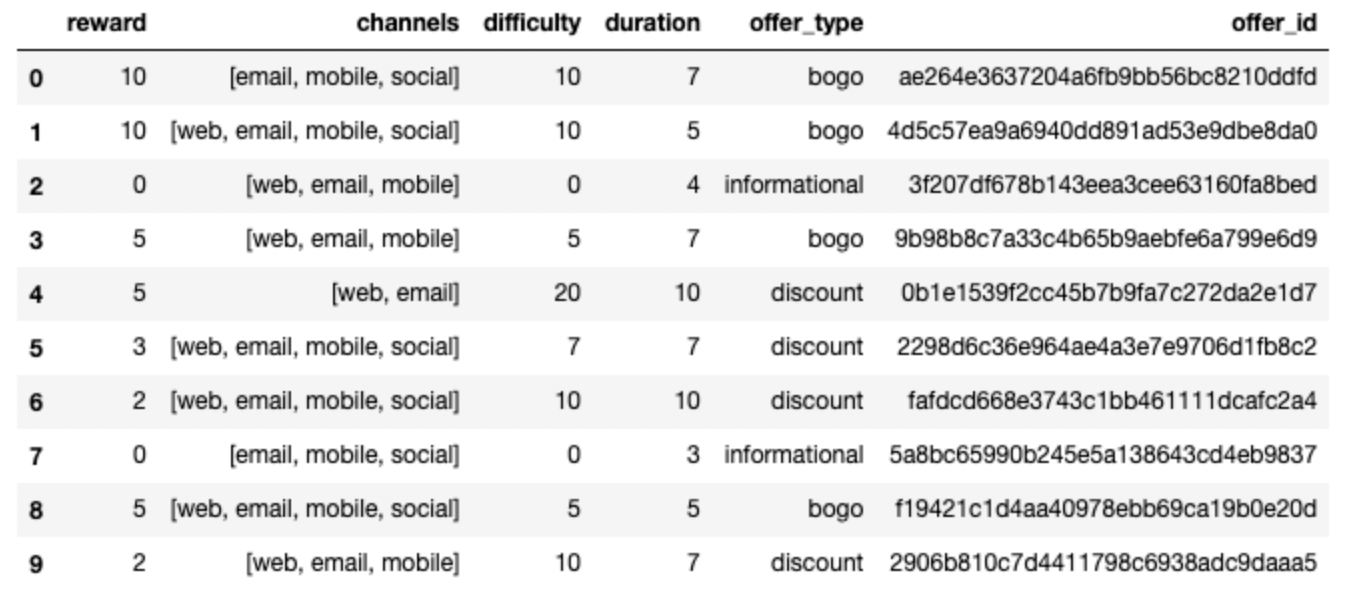 reward channels difficulty duration offer_type offer_id
0 10 [email, mobile, social] 10 7 bogo ae264e3637204a6fb9bb56bc8210ddfd
1 10 [web, email, mobile, social] 10 5 bogo 4d5c57ea9a6940dd891ad53e9dbe8da0
2 0 [web, email, mobile] 0 4 informational 3f207df678b143eea3cee63160fa8bed
3 5 [web, email, mobile] 5 7 bogo 9b98b8c7a33c4b65b9aebfe6a799e6d9
4 5 [web, email] 20 10 discount 0b1e1539f2cc45b7b9fa7c272da2e1d7
5 3 [web, email, mobile, social] 7 7 discount 2298d6c36e964ae4a3e7e9706d1fb8c2
6 2 [web, email, mobile, social] 10 10 discount fafdcd668e3743c1bb461111dcafc2a4
7 0 [email, mobile, social] 0 3 informational 5a8bc65990b245e5a138643cd4eb9837
8 5 [web, email, mobile, social] 5 5 bogo f19421c1d4aa40978ebb69ca19b0e20d
9 2 [web, email, mobile] 10 7 discount 2906b810c7d4411798c6938adc9daaa5